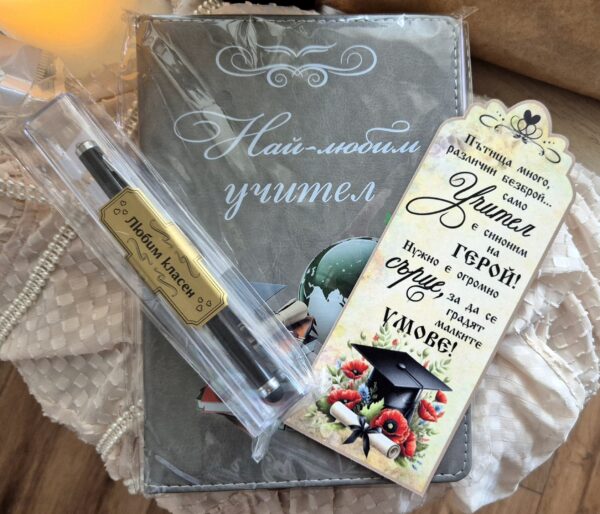 Най-любим
учител
Любим класен
Пътища много,
различни безброй...
само
Учител
е синоним
на
ГЕРОЙ!
Нужно е огромно
сърце,
за да се
градят
малките
УМОВЕ!